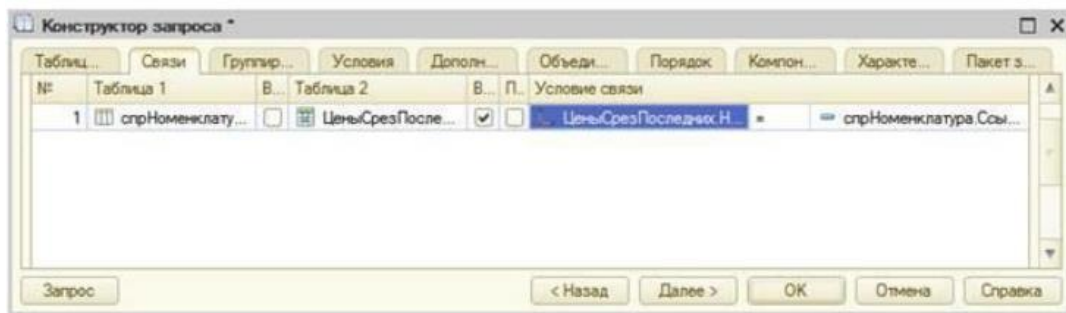 Конструктор запроса *
Таблиц... Связи Группир... Условия Дополн... Объеди... Порядок Компон... Характе... Пакет з...
№ Таблица 1 В... Таблица 2 В... П... Условие связи
1 спрНоменклату... ЦеныСрезПосле... ЦеныСрезПоследних.Н... = спрНоменклатура.Ссы...
Запрос < Назад Далее > ОК Отмена Справка